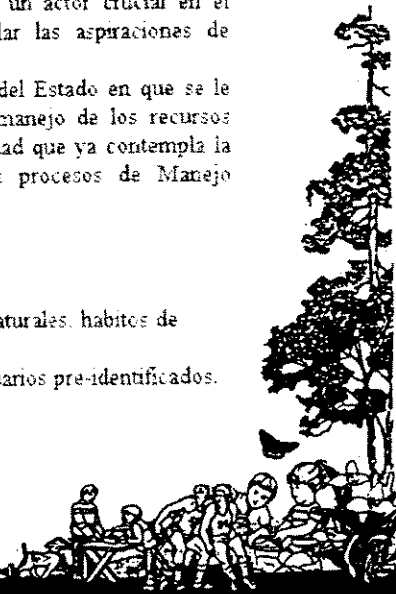 un actor crucial en el
lar las aspiraciones de
del Estado en que se le
manejo de los recursos
dad que ya contempla la
procesos de Manejo
aturales. habitos de
uarios pre-identificados.